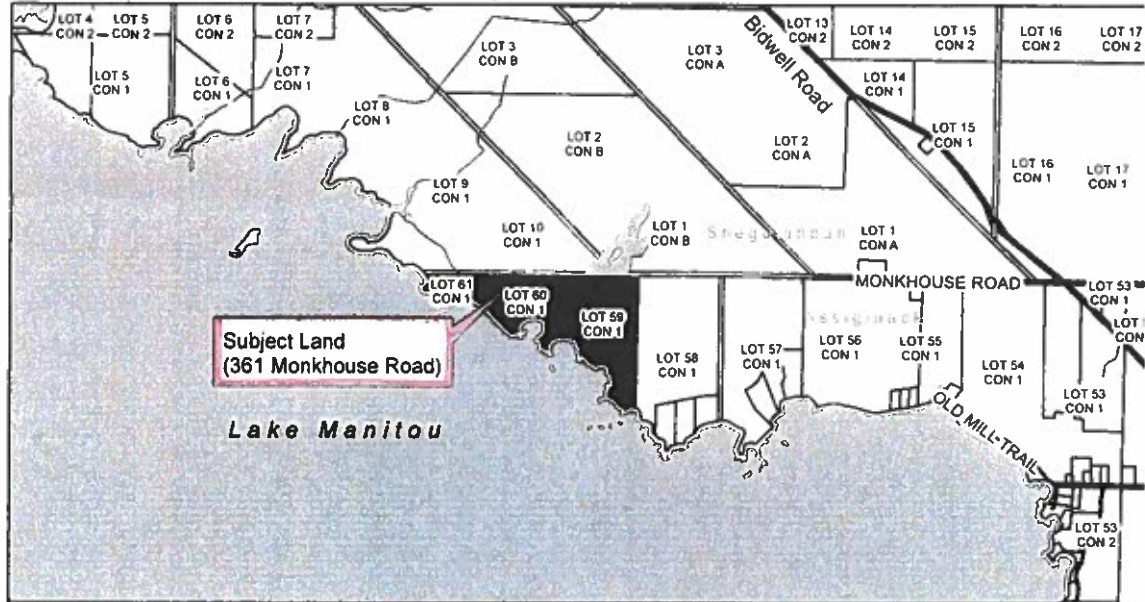 LOT 4
CON 2
LOT 5
CON 2
LOT 6
CON 2
LOT 7
CON 2
LOT 13
CON 2
LOT 14
CON 2
LOT 15
CON 2
LOT 16
CON 2
LOT 17
CON 2
LOT 3
CON B
LOT 3
CON A
Bidwell Road
LOT 5
CON 1
LOT 6
CON 1
LOT 7
CON 1
LOT 14
CON 1
LOT 8
CON 1
LOT 2
CON B
LOT 2
CON A
LOT 15
CON 1
LOT 16
CON 1
LOT 17
CON 1
LOT 9
CON 1
LOT 10
CON 1
LOT 1
CON B
Sheguiandah
LOT 1
CON A
MONKHOUSE ROAD
LOT 61
CON 1
LOT 60
CON 1
LOT 59
CON 1
Assiginack
LOT 53
CON 1
LOT
CON
Subject Land
(361 Monkhouse Road)
LOT 58
CON 1
LOT 57
CON 1
LOT 56
CON 1
LOT 55
CON 1
LOT 54
CON 1
LOT 53
CON 1
Lake Manitou
OLD MILL-TRAIL
LOT 53
CON 2